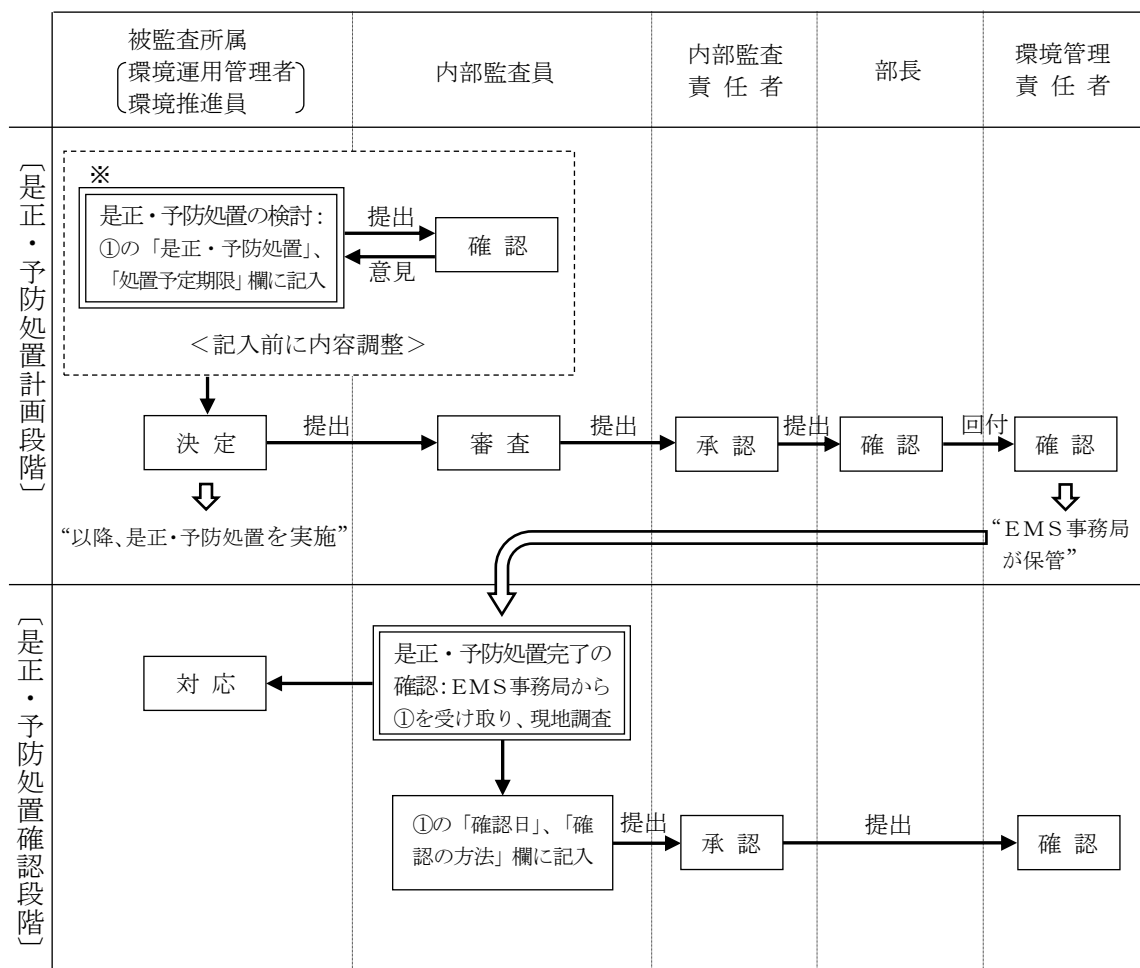 被監査所属
環境運用管理者
環境推進員
内部監査員
内部監査
責任者
部長
環境管理
責任者
〔是正・予防処置計画段階〕
※
是正・予防処置の検討：
①の「是正・予防処置」、
「処置予定期限」欄に記入
提出
意見
確認
＜記入前に内容調整＞
決定
提出
審査
提出
承認
提出
確認
回付
確認
“以降、是正・予防処置を実施”
“ＥＭＳ事務局
が保管”
〔是正・予防処置確認段階〕
対応
是正・予防処置完了の
確認：ＥＭＳ事務局から
①を受け取り、現地調査
①の「確認日」、「確
認の方法」欄に記入
提出
承認
提出
確認